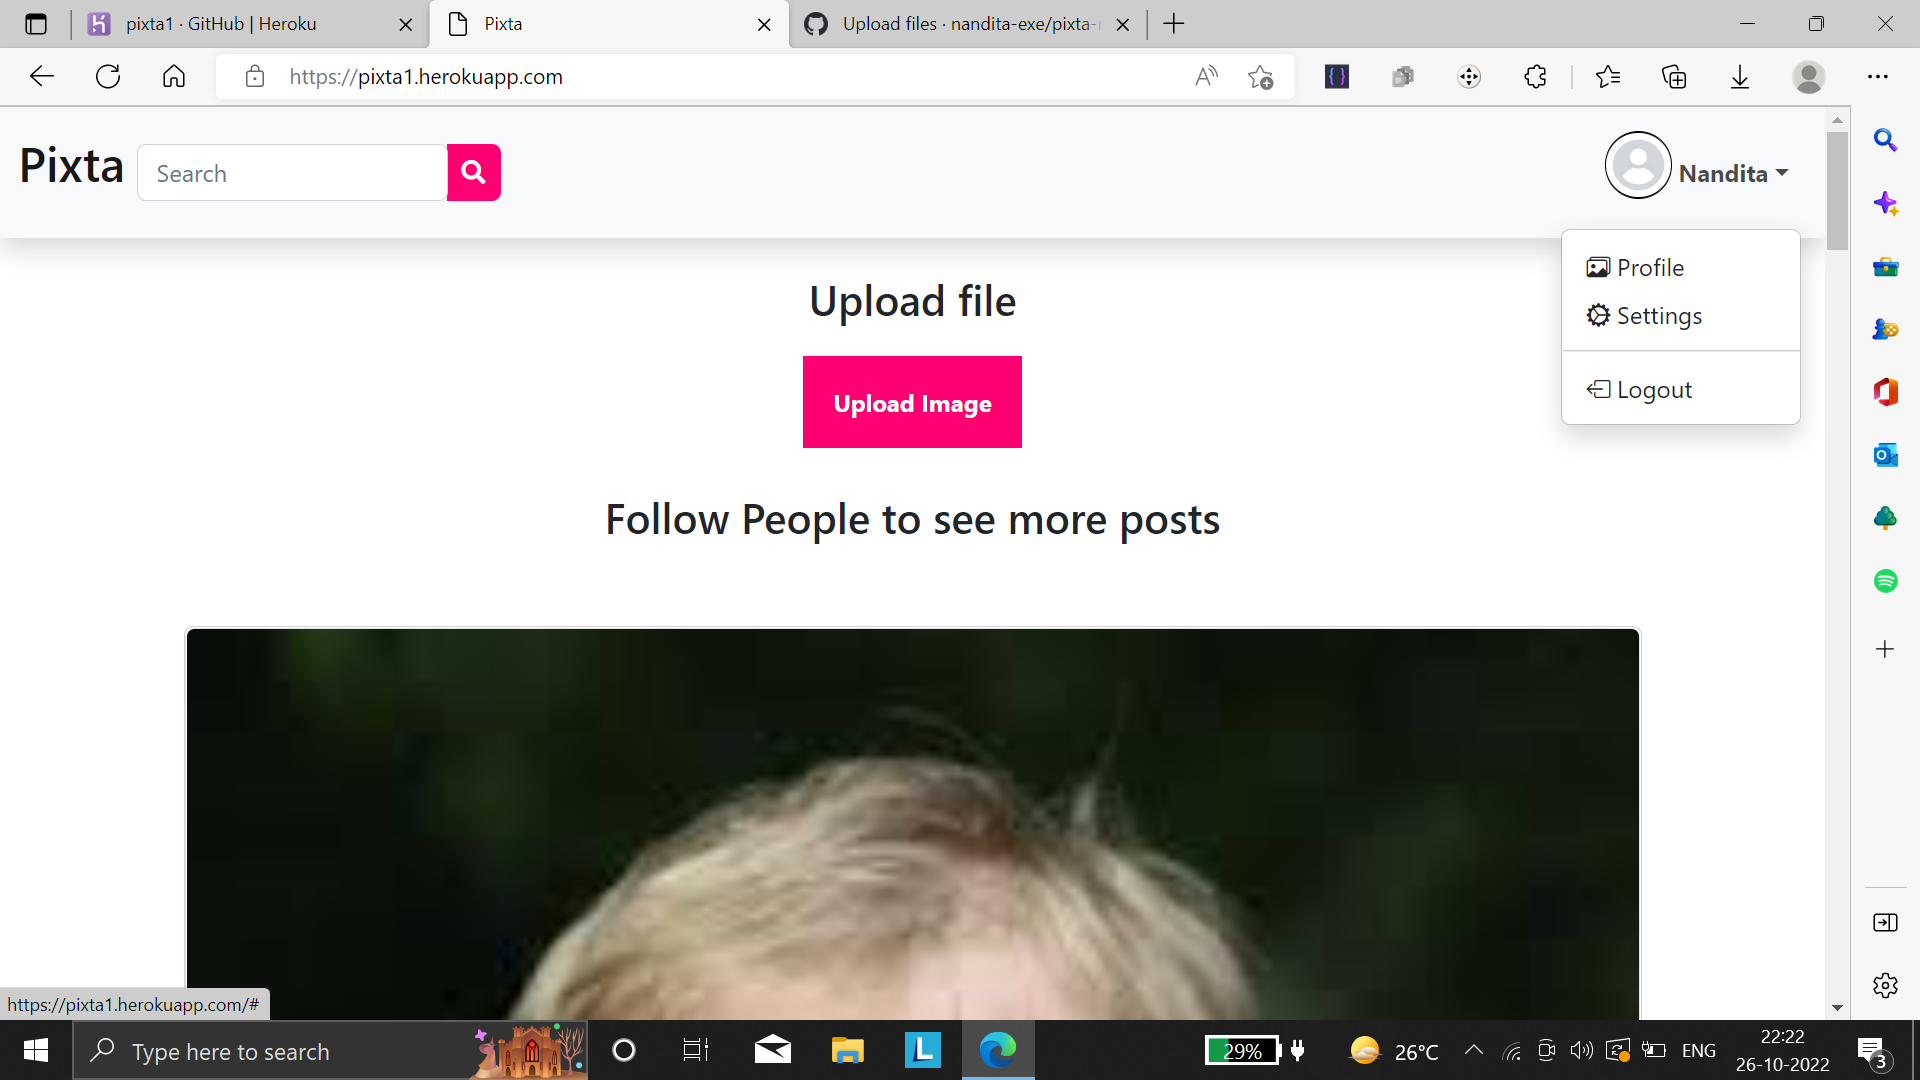 pixta1 · GitHub | Heroku
Pixta
Upload files · nandita-exe/pixta-
https://pixta1.herokuapp.com
Pixta
Search
Nandita
Profile
Settings
Logout
Upload file
Upload Image
Follow People to see more posts
https://pixta1.herokuapp.com/#
Type here to search
29%
26°C
ENG
22:22
26-10-2022
3